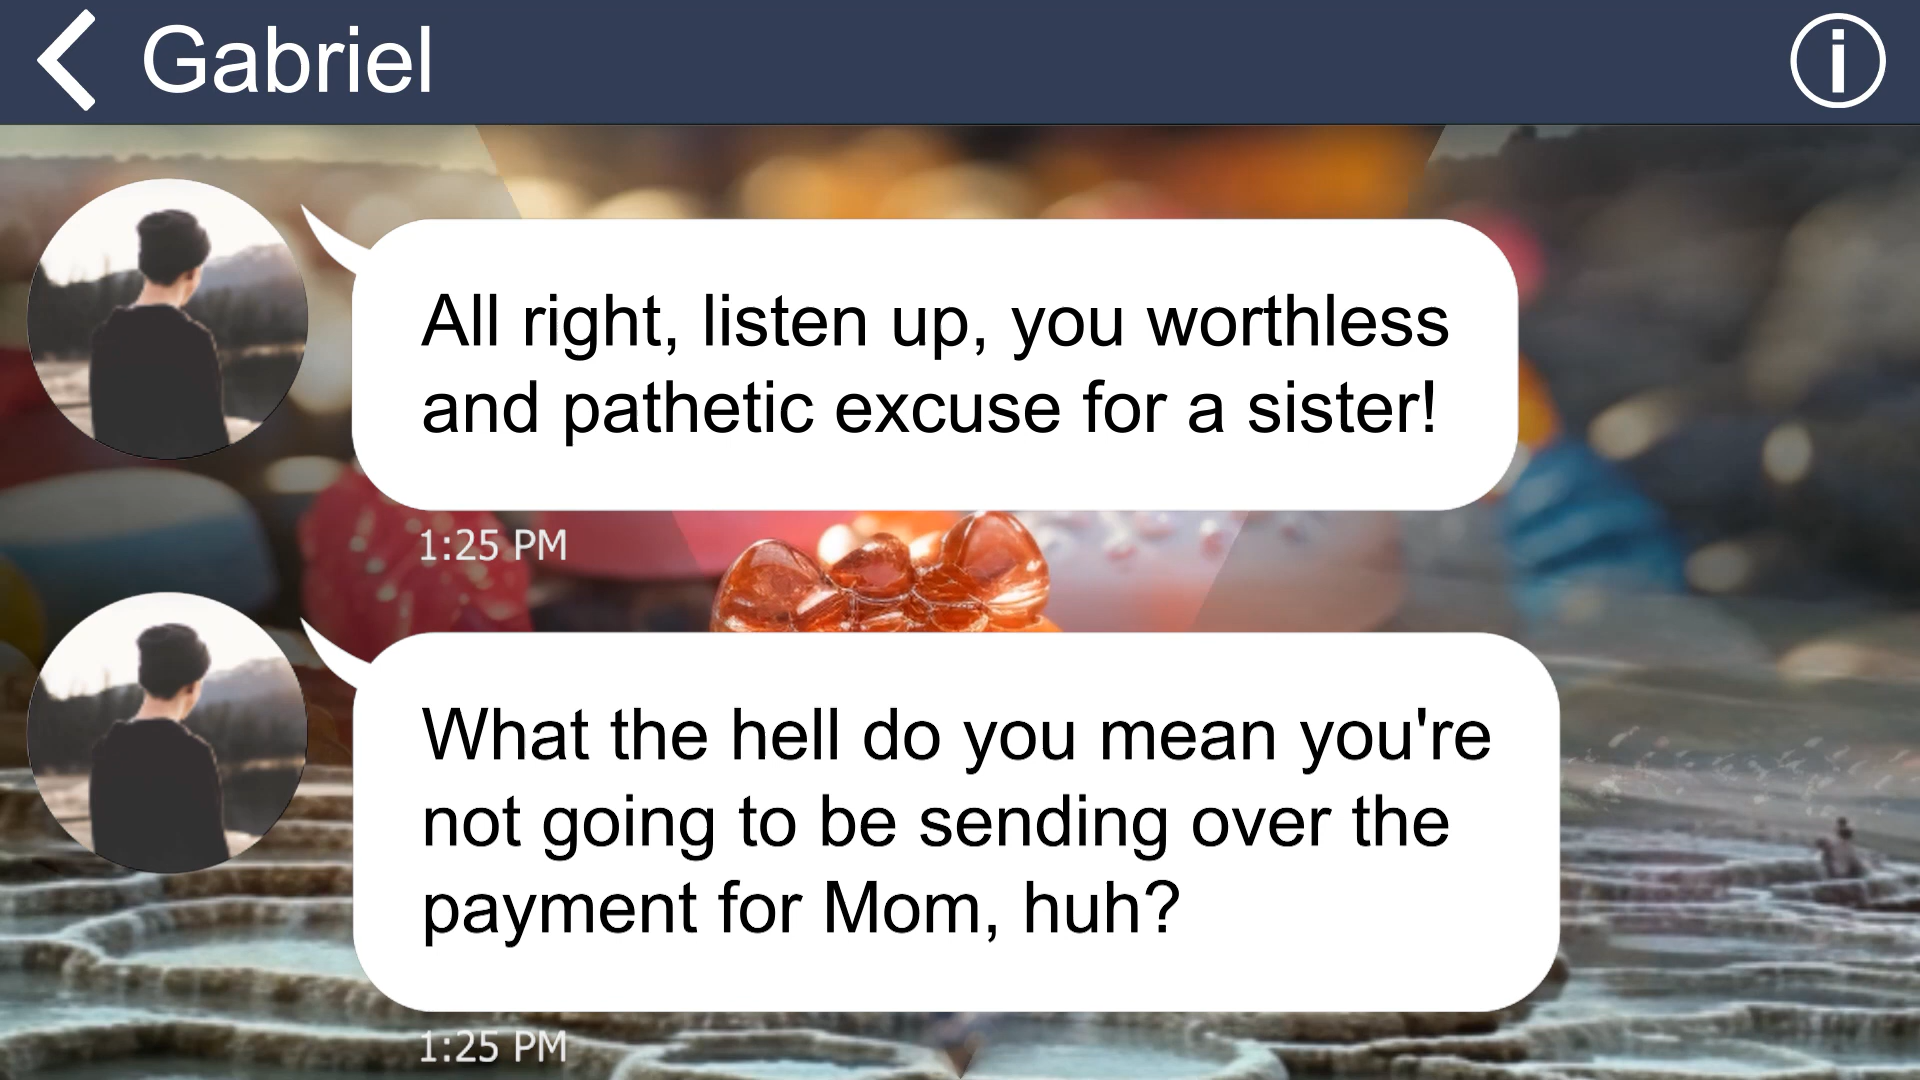 Gabriel
All right, listen up, you worthless
and pathetic excuse for a sister!
1:25 PM
What the hell do you mean you're
not going to be sending over the
payment for Mom, huh?
1:25 PM